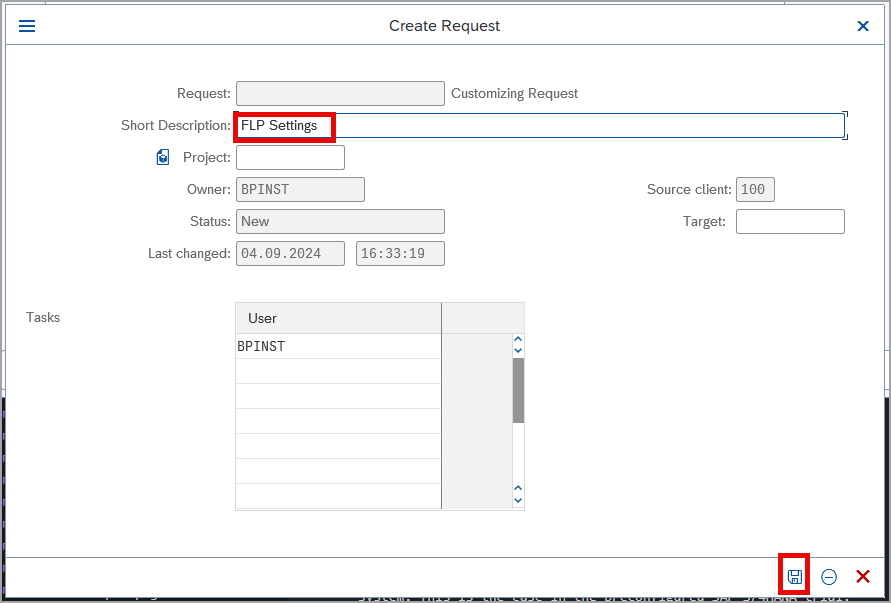 Create Request
Request: Customizing Request
Short Description: FLP Settings
Project:
Owner: BPINST Source client: 100
Status: New Target:
Last changed: 04.09.2024 16:33:19
Tasks User
BPINST